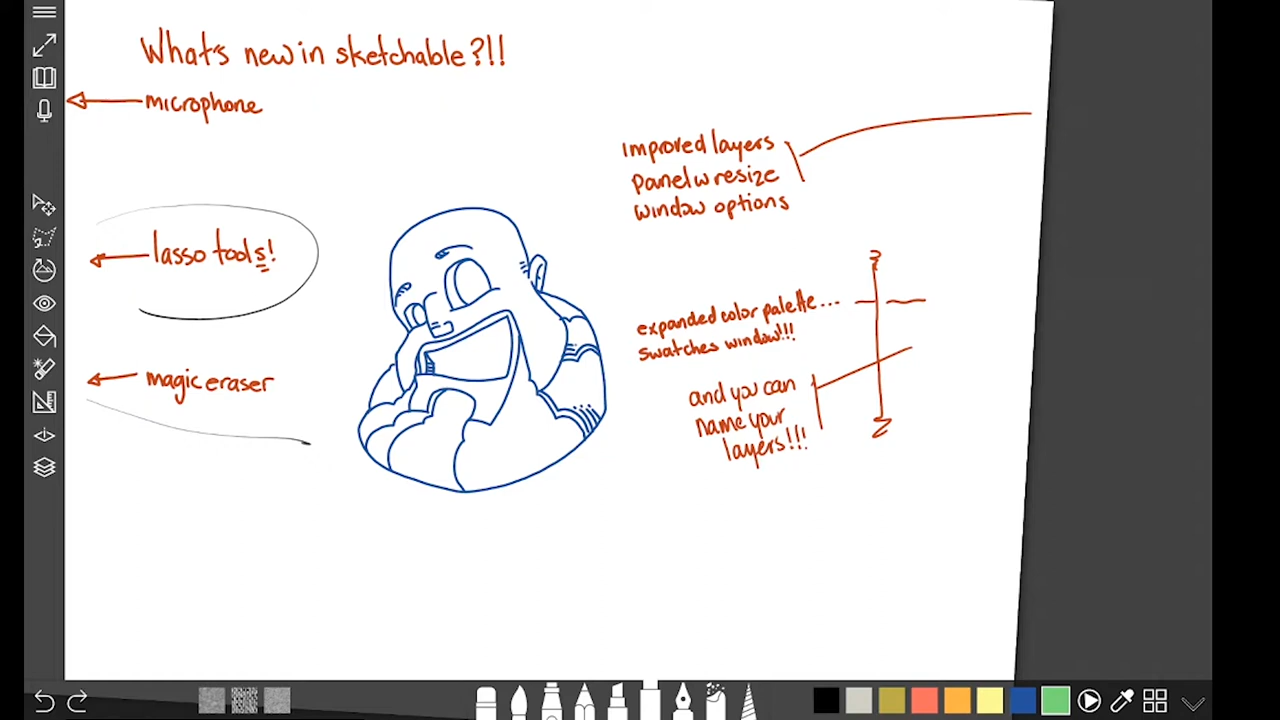 What's new in sketchable?!!
microphone
improved layers
panel w resize
window options
lasso tools!
expanded color palette...
swatches window!!!
magic eraser
and you can
name your
layers!!!